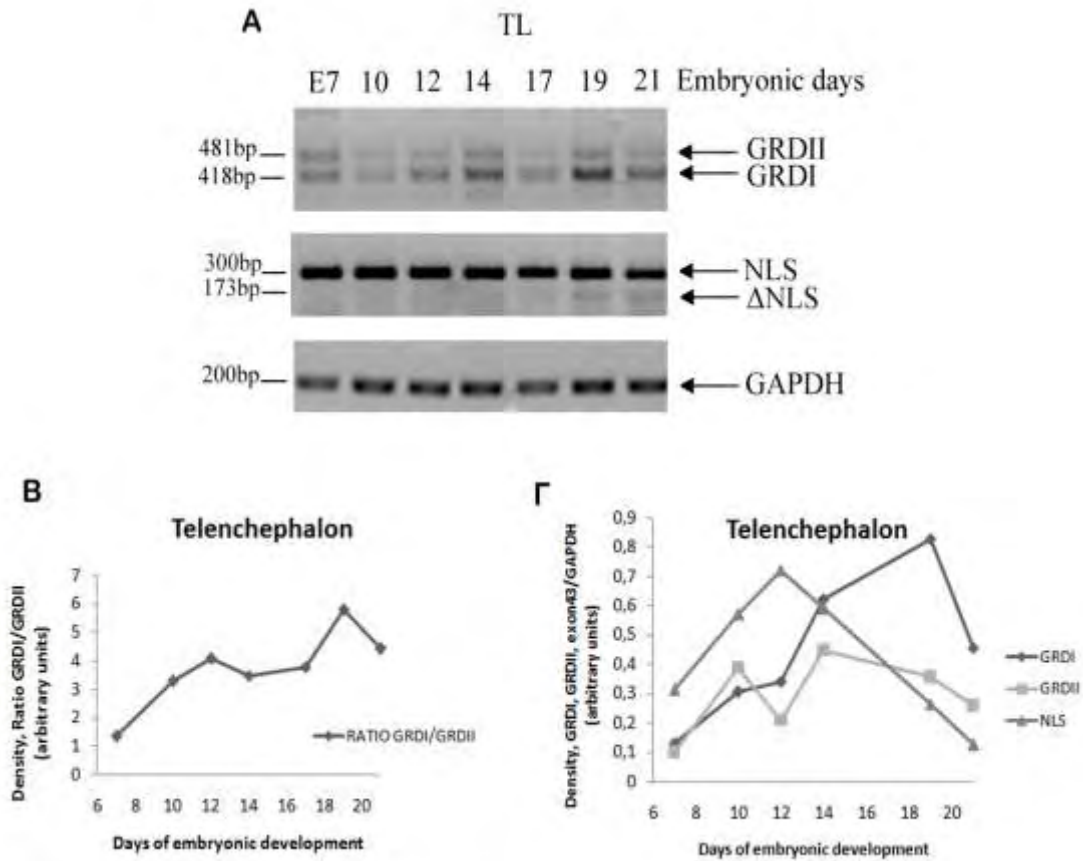 A
TL
E7 10 12 14 17 19 21 Embryonic days
481bp
GRDII
418bp
GRDI
300bp
NLS
173bp
ΔNLS
200bp
GAPDH
B
Telenchephalon
Density, Ratio GRDI/GRDII
(arbitrary units)
7
6
5
4
3
2
1
0
RATIO GRDI/GRDII
6 8 10 12 14 16 18 20
Days of embryonic development
Γ
Telenchephalon
Density, GRDI, GRDII, exon43/GAPDH
(arbitrary units)
0,9
0,8
0,7
0,6
0,5
0,4
0,3
0,2
0,1
0
GRDI
GRDII
NLS
6 8 10 12 14 16 18 20
Days of embryonic development